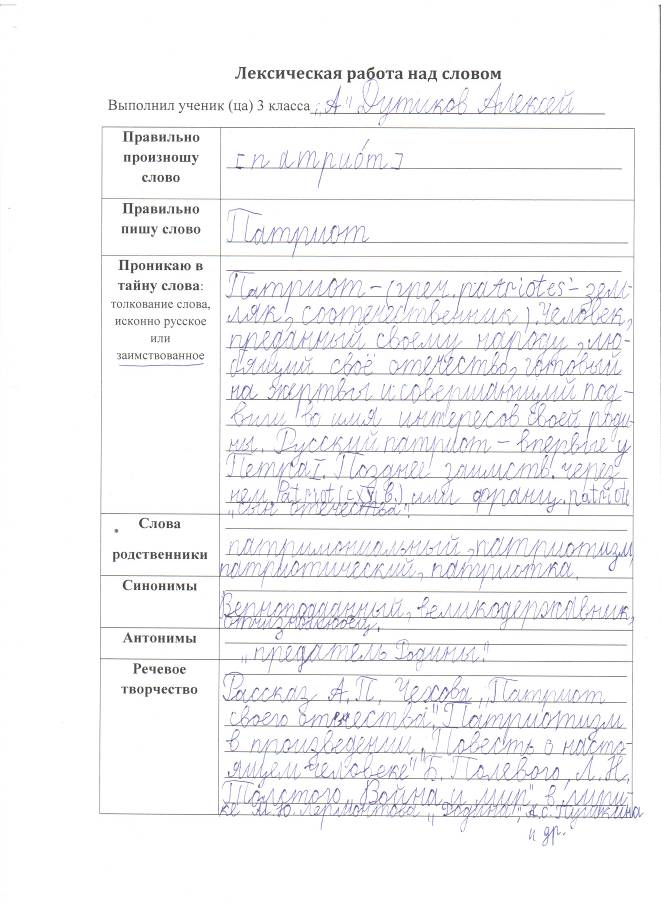 Лексическая работа над словом
Выполнил ученик (ца) 3 класса „А" Дутиков Алексей
Правильно произношу слово
[патрио́т]
Правильно пишу слово
Патриот
Проникаю в тайну слова:
толкование слова,
исконно русское
или
заимствованное
Патриот – (греч. patriotes – зем-
ляк, соотечественник). Человек,
преданный своему народу, лю-
бящий своё отечество, готовый
на жертвы и совершающий под-
виги во имя интересов своей роди-
ны. Русский патриот – впервые у
Петра I. Позднее заимств. через
нем. Patriot (с XVI в.) или франц. patriote
„сын отечества".
Слова
родственники
патримониальный, патриотизм,
патриотический, патриотка.
Синонимы
Верноподданный, великодержавник,
отчизнолюбец.
Антонимы
„предатель Родины"
Речевое
творчество
Рассказ А. П. Чехова „Патриот
своего отечества", Патриотизм
в произведении „Повесть о насто-
ящем человеке" Б. Полевого, Л. Н.
Толстого „Война и мир", в лири-
ке М. Ю. Лермонтова „Родина", А. С. Пушкина
и др.